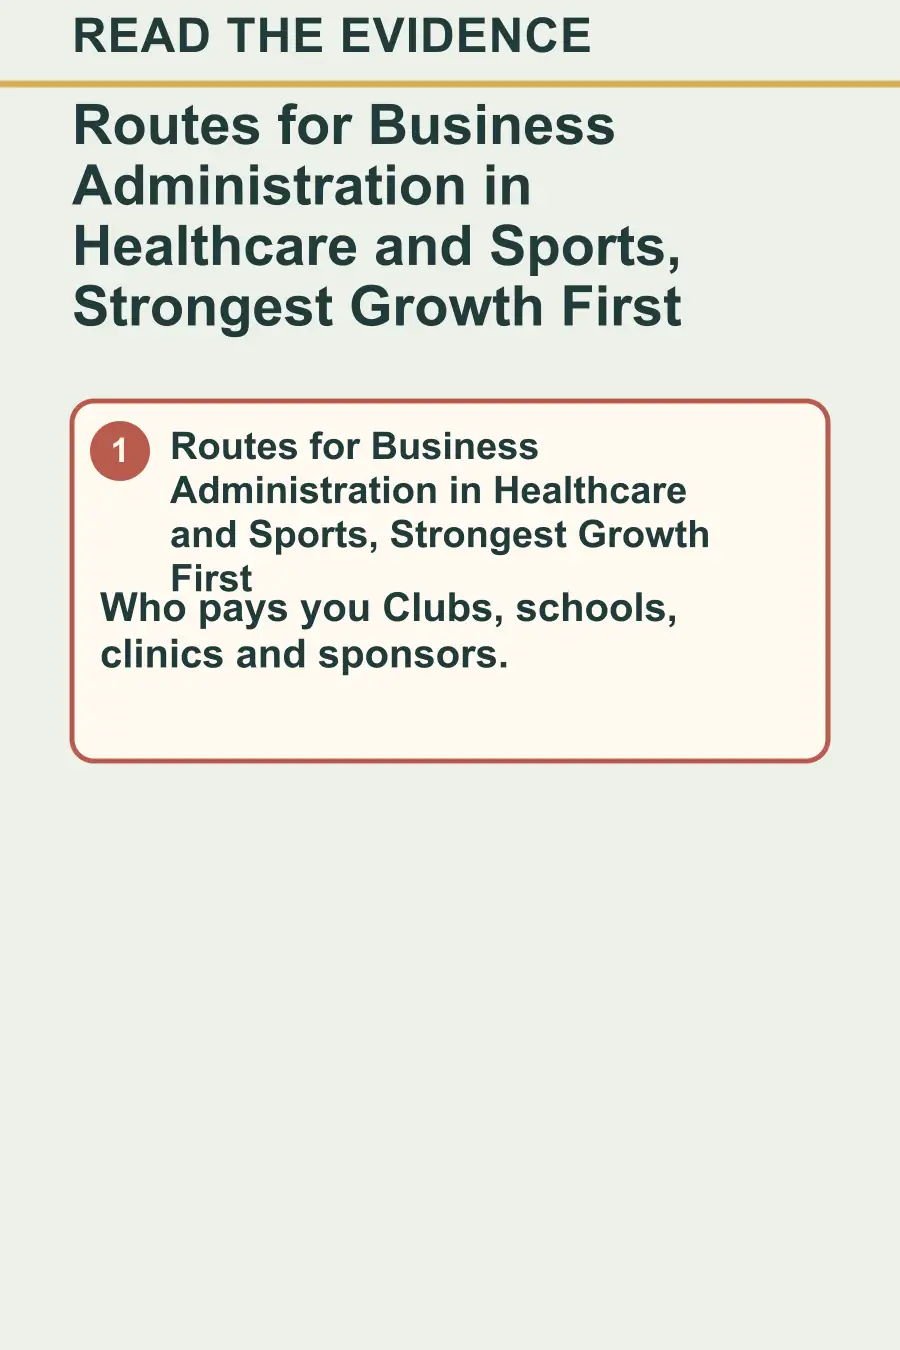 READ THE EVIDENCE
Routes for Business
Administration in
Healthcare and Sports,
Strongest Growth First
1
Routes for Business
Administration in Healthcare
and Sports, Strongest Growth
First
Who pays you Clubs, schools,
clinics and sponsors.